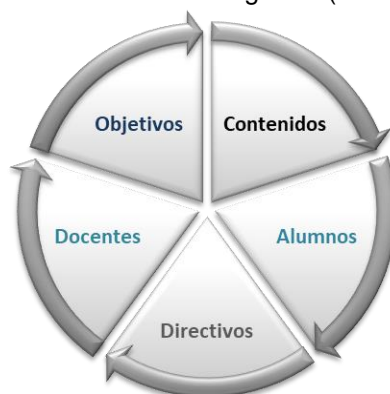 Objetivos
Contenidos
Docentes
Alumnos
Directivos